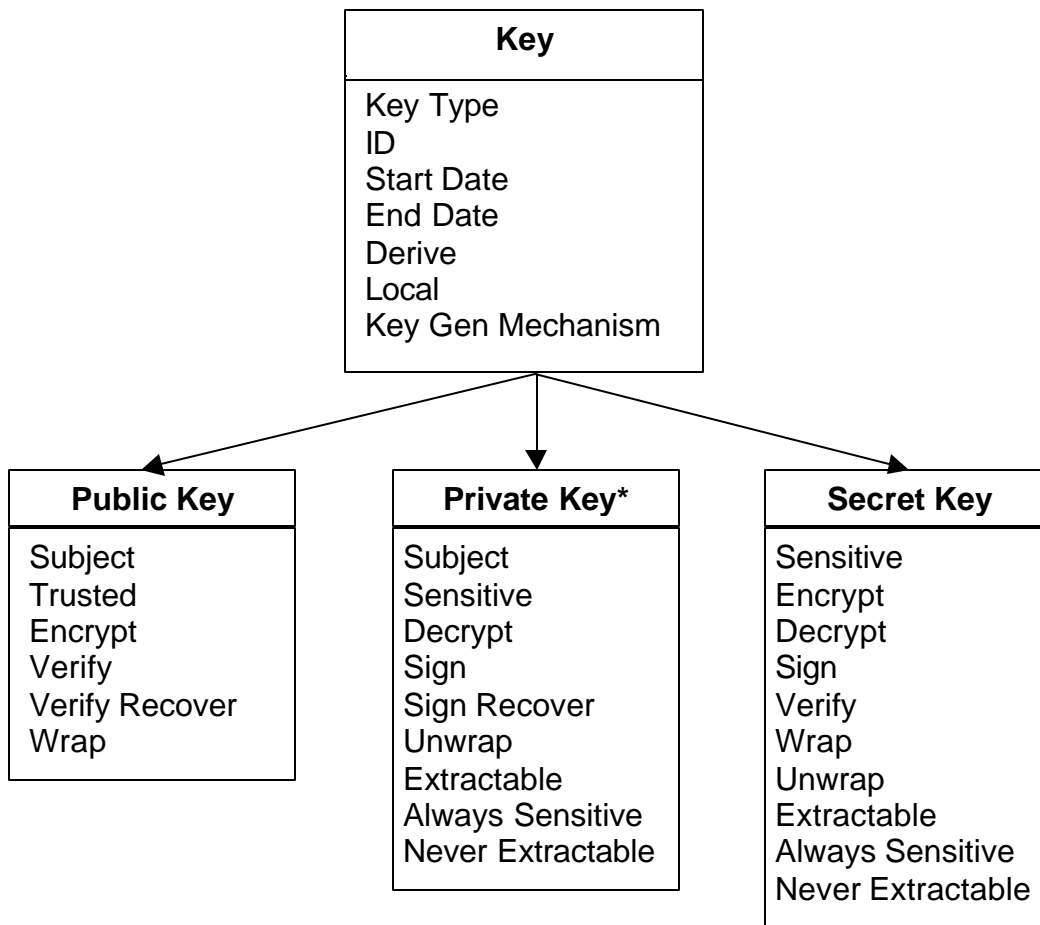 Key
Key Type
ID
Start Date
End Date
Derive
Local
Key Gen Mechanism
Public Key
Subject
Trusted
Encrypt
Verify
Verify Recover
Wrap
Private Key*
Subject
Sensitive
Decrypt
Sign
Sign Recover
Unwrap
Extractable
Always Sensitive
Never Extractable
Secret Key
Sensitive
Encrypt
Decrypt
Sign
Verify
Wrap
Unwrap
Extractable
Always Sensitive
Never Extractable